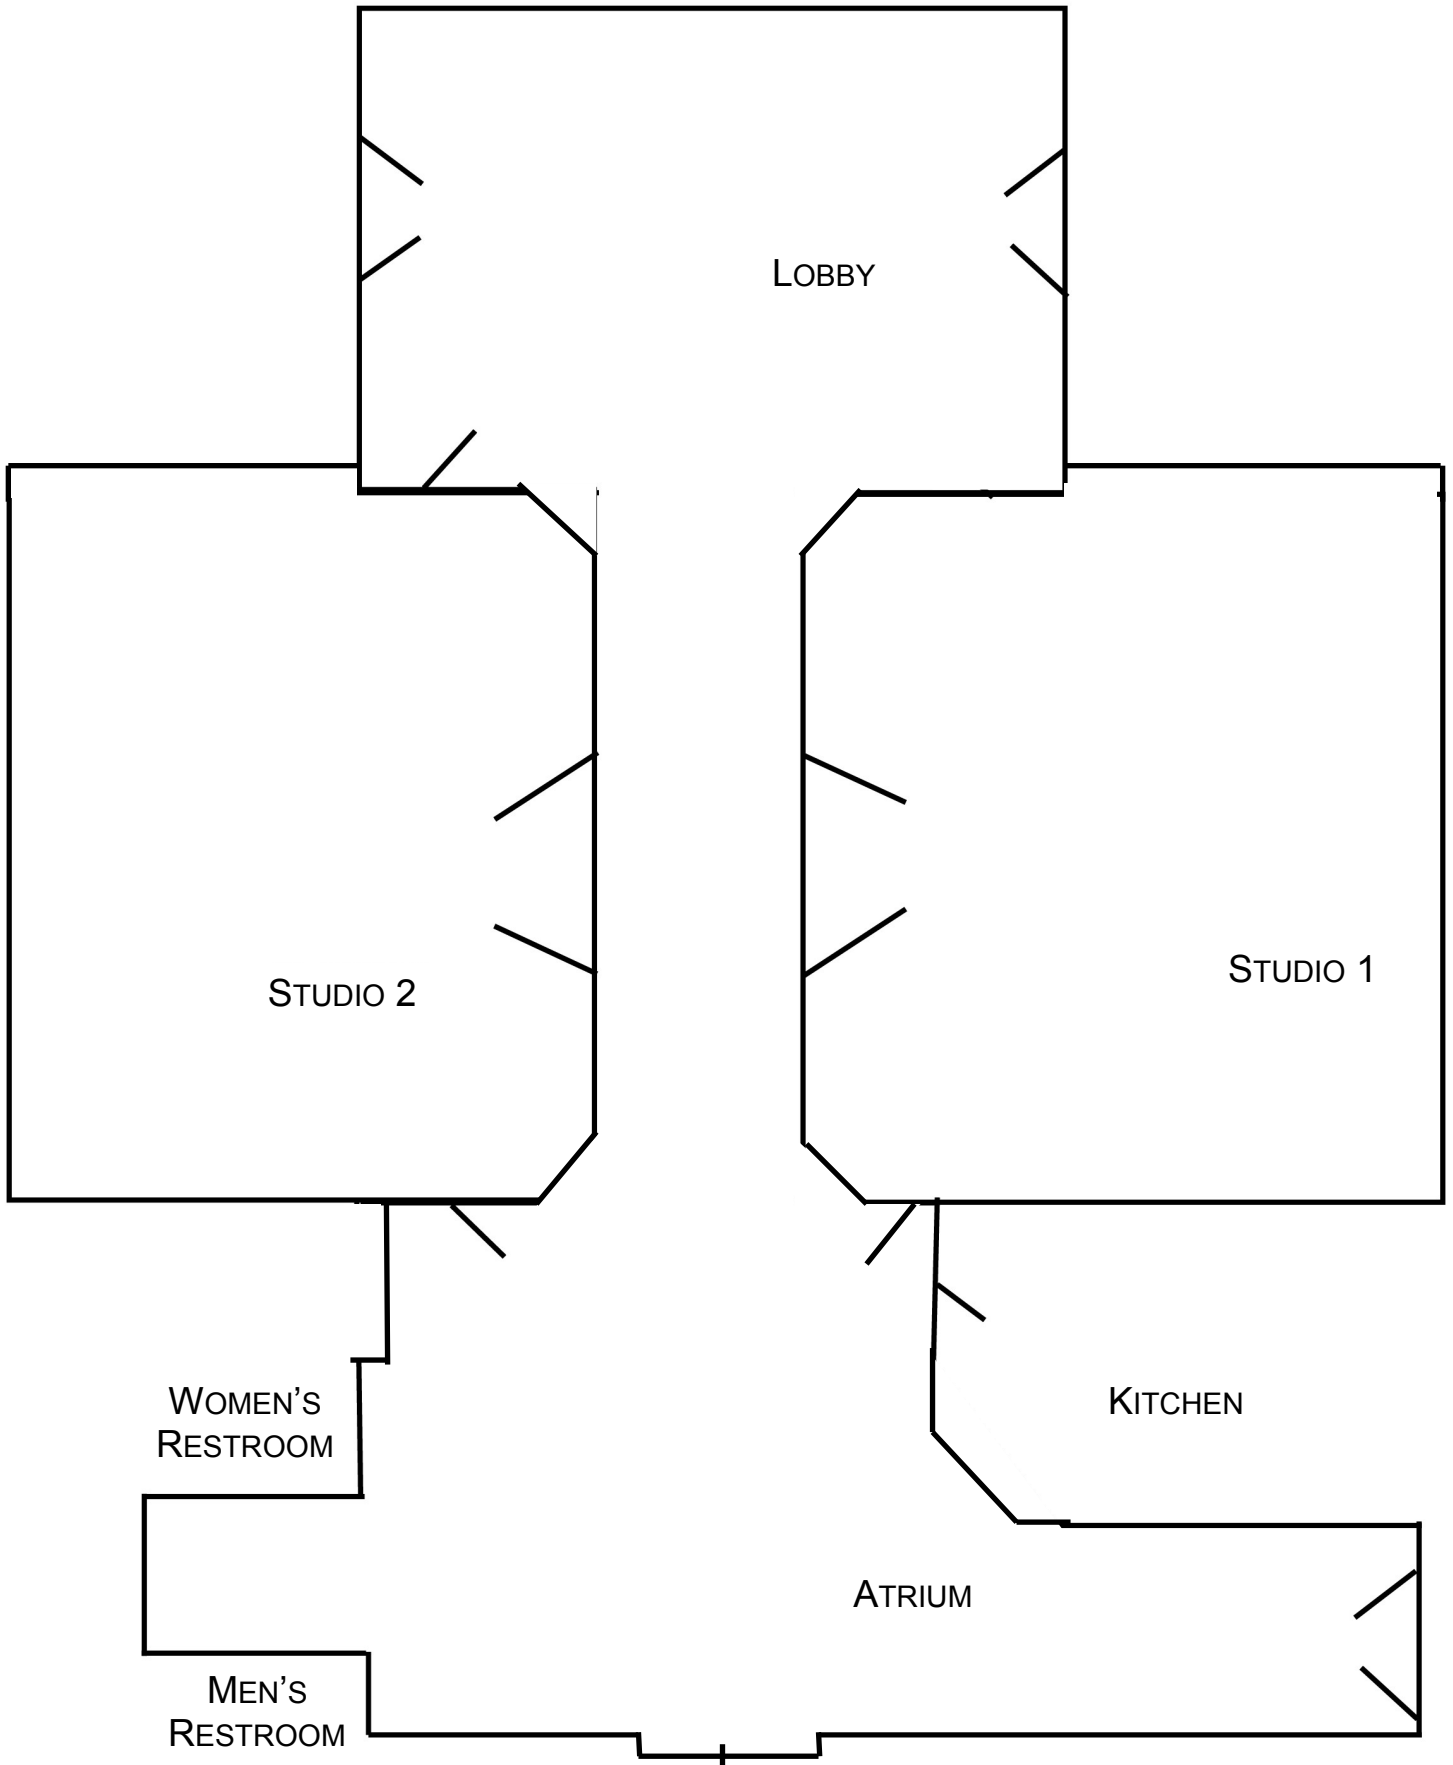 LOBBY
STUDIO 1
STUDIO 2
WOMEN'S
RESTROOM
KITCHEN
ATRIUM
MEN'S
RESTROOM